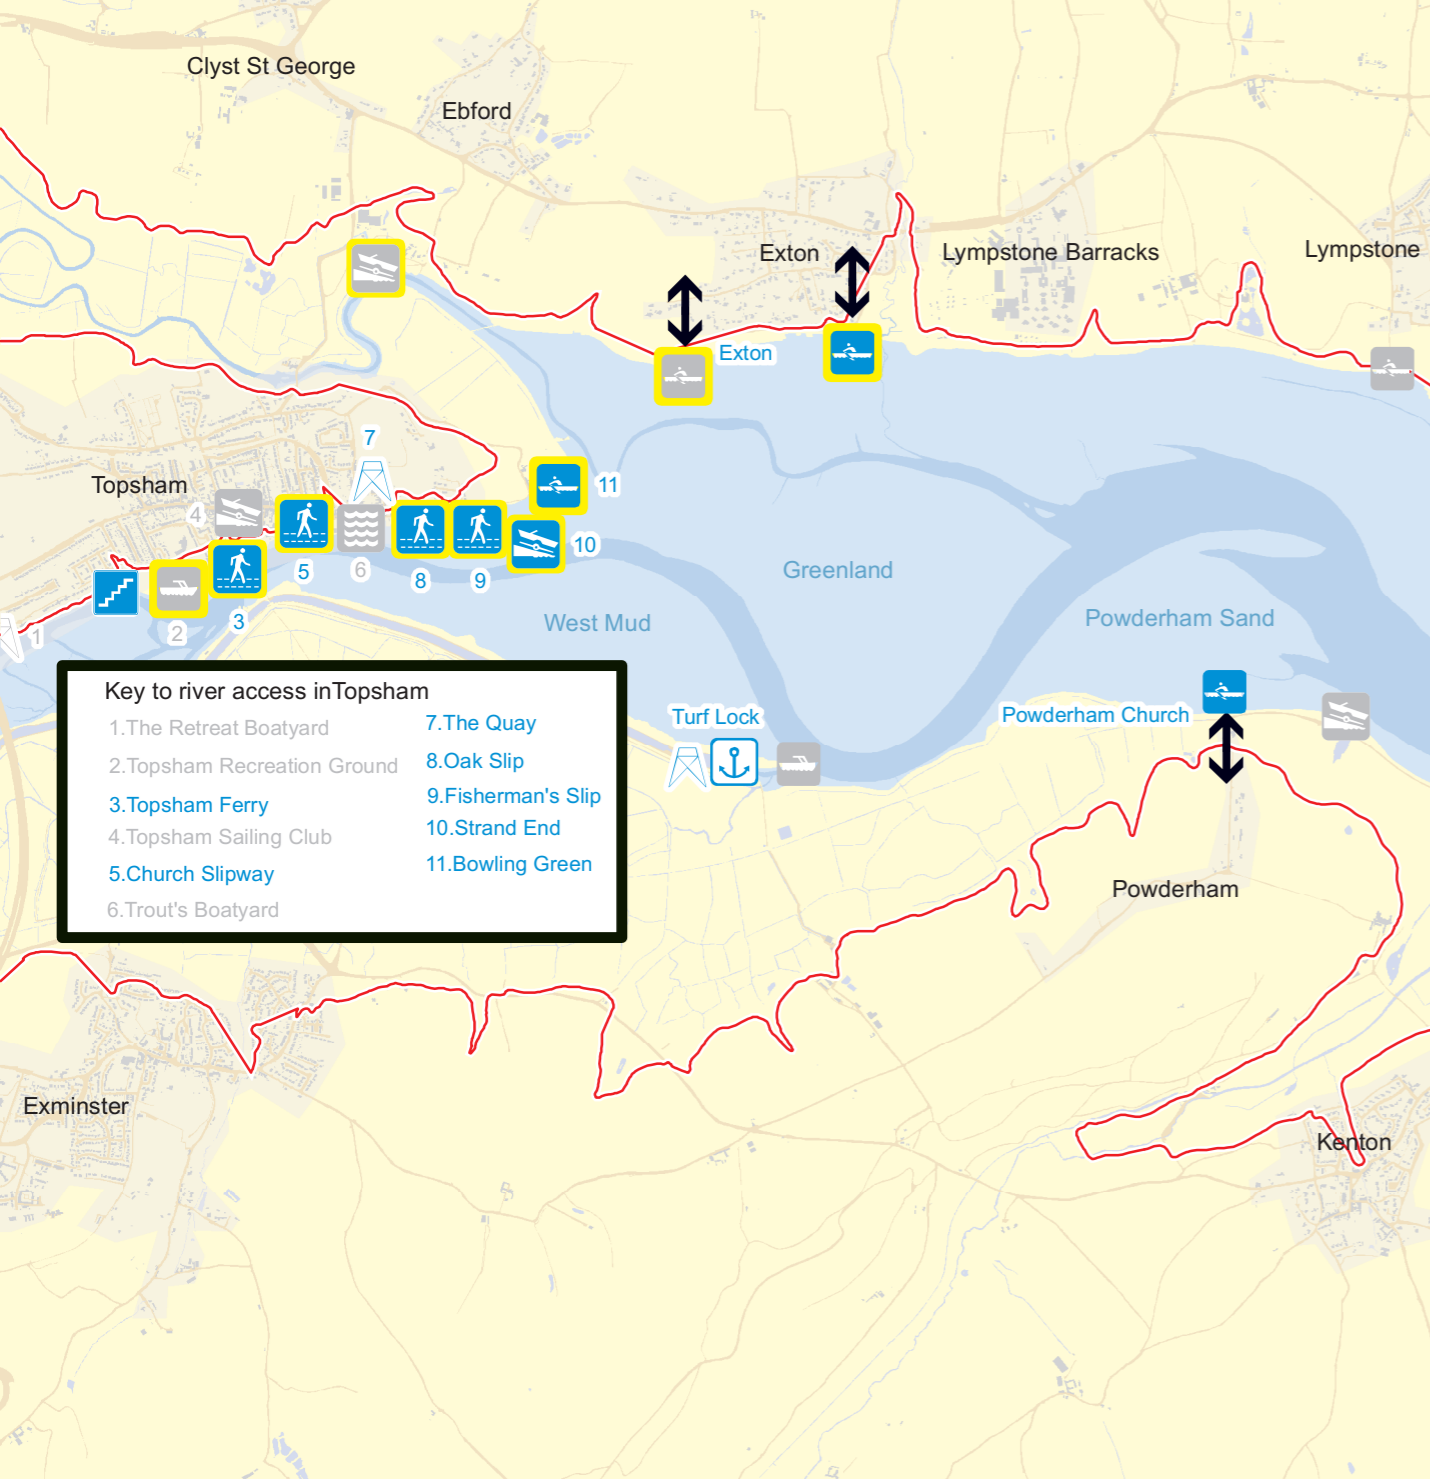 Clyst St George
Ebford
Exton
Lympstone Barracks
Lympstone
Exton
7
Topsham
4
11
10
5
6
8
9
Greenland
3
West Mud
Powderham Sand
2
1
Key to river access inTopsham
1.The Retreat Boatyard
2.Topsham Recreation Ground
3.Topsham Ferry
4.Topsham Sailing Club
5.Church Slipway
6.Trout's Boatyard
7.The Quay
8.Oak Slip
9.Fisherman's Slip
10.Strand End
11.Bowling Green
Turf Lock
Powderham Church
Powderham
Exminster
Kenton